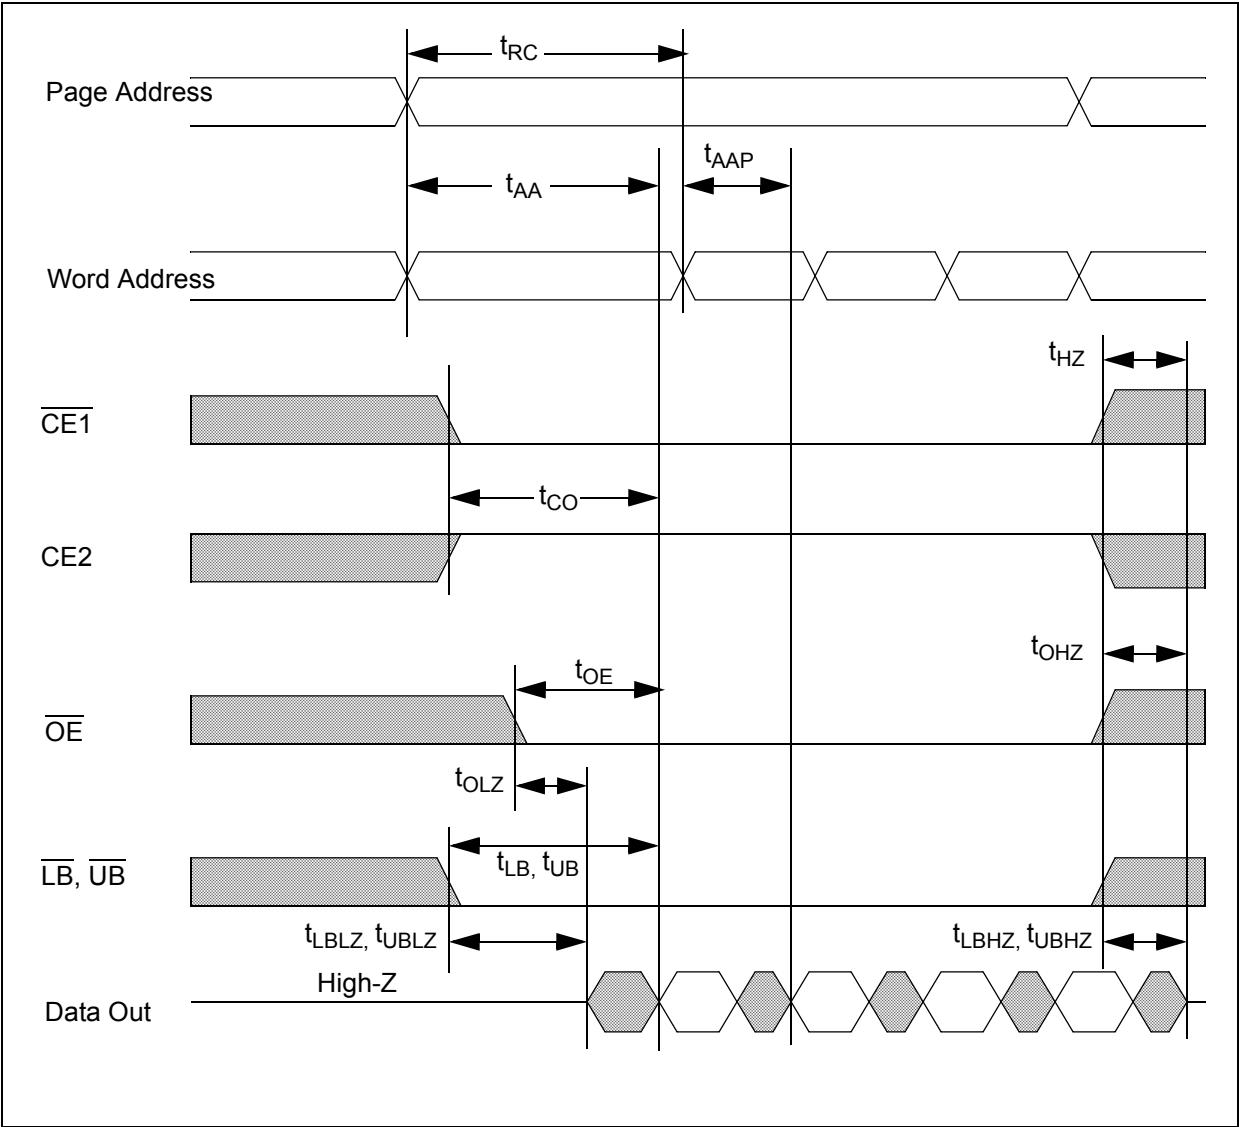 tRC
Page Address
tAAP
tAA
Word Address
tHZ
CE1
tCO
CE2
tOHZ
tOE
OE
tOLZ
tLB, tUB
LB, UB
tLBLZ, tUBLZ
tLBHZ, tUBHZ
High-Z
Data Out